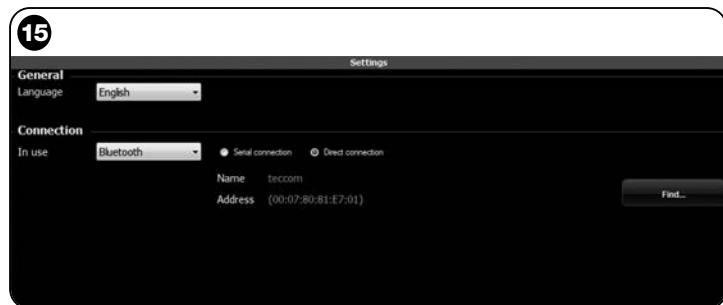 15
Settings
General
Language English
Connection
In use Bluetooth Serial connection Direct connection
Name teccom
Address (00:07:80:81:E7:01)
Find...